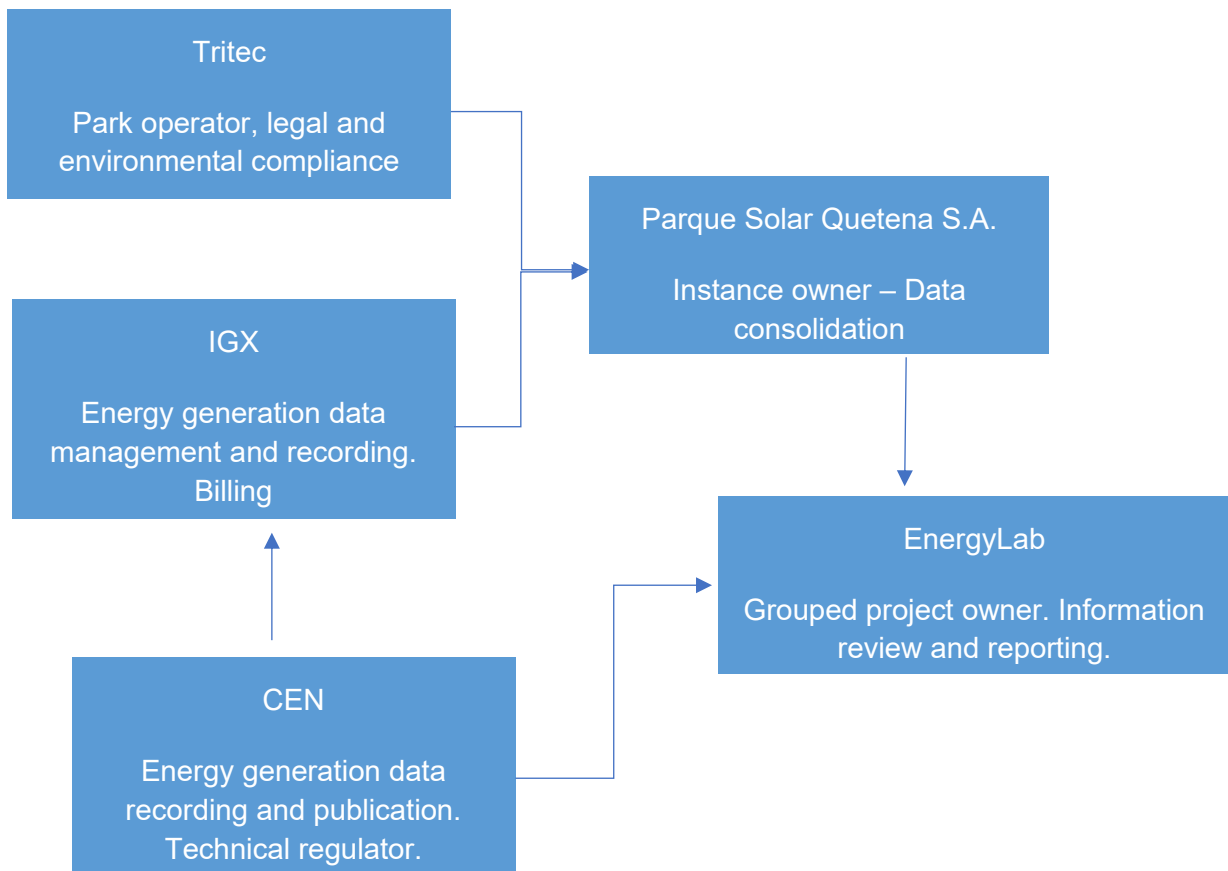 Tritec
Park operator, legal and
environmental compliance
Parque Solar Quetena S.A.
Instance owner – Data
consolidation
IGX
Energy generation data
management and recording.
Billing
EnergyLab
Grouped project owner. Information
review and reporting.
CEN
Energy generation data
recording and publication.
Technical regulator.